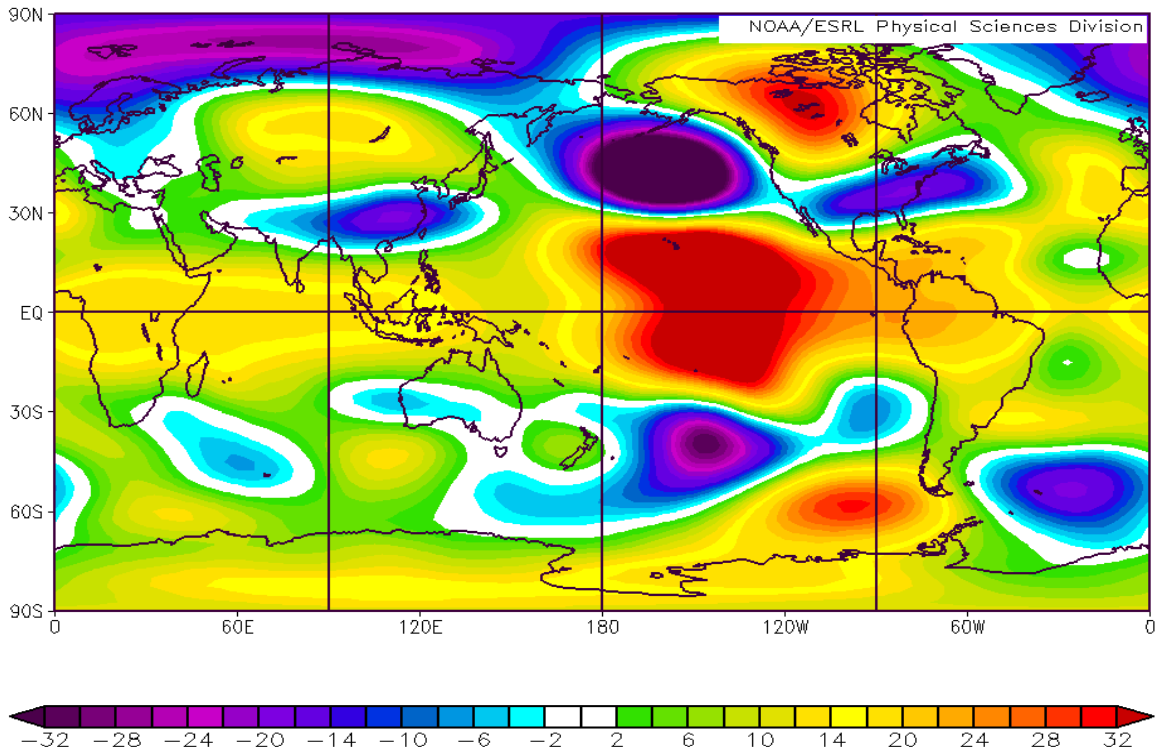 NOAA/ESRL Physical Sciences Division
90N
60N
30N
EQ
30S
60S
90S
0 60E 120E 180 120W 60W 0
−32 −28 −24 −20 −14 −10 −6 −2 2 6 10 14 20 24 28 32